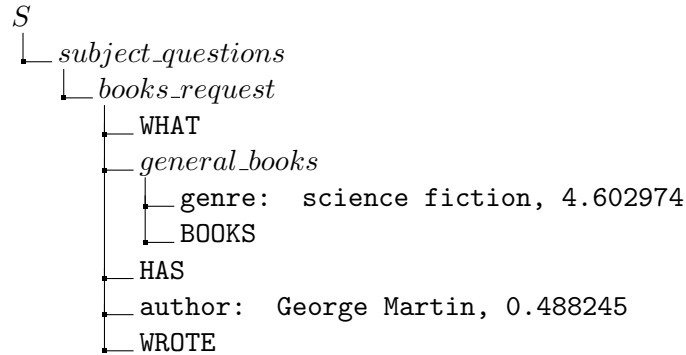 S
subject_questions
books_request
WHAT
general_books
genre: science fiction, 4.602974
BOOKS
HAS
author: George Martin, 0.488245
WROTE